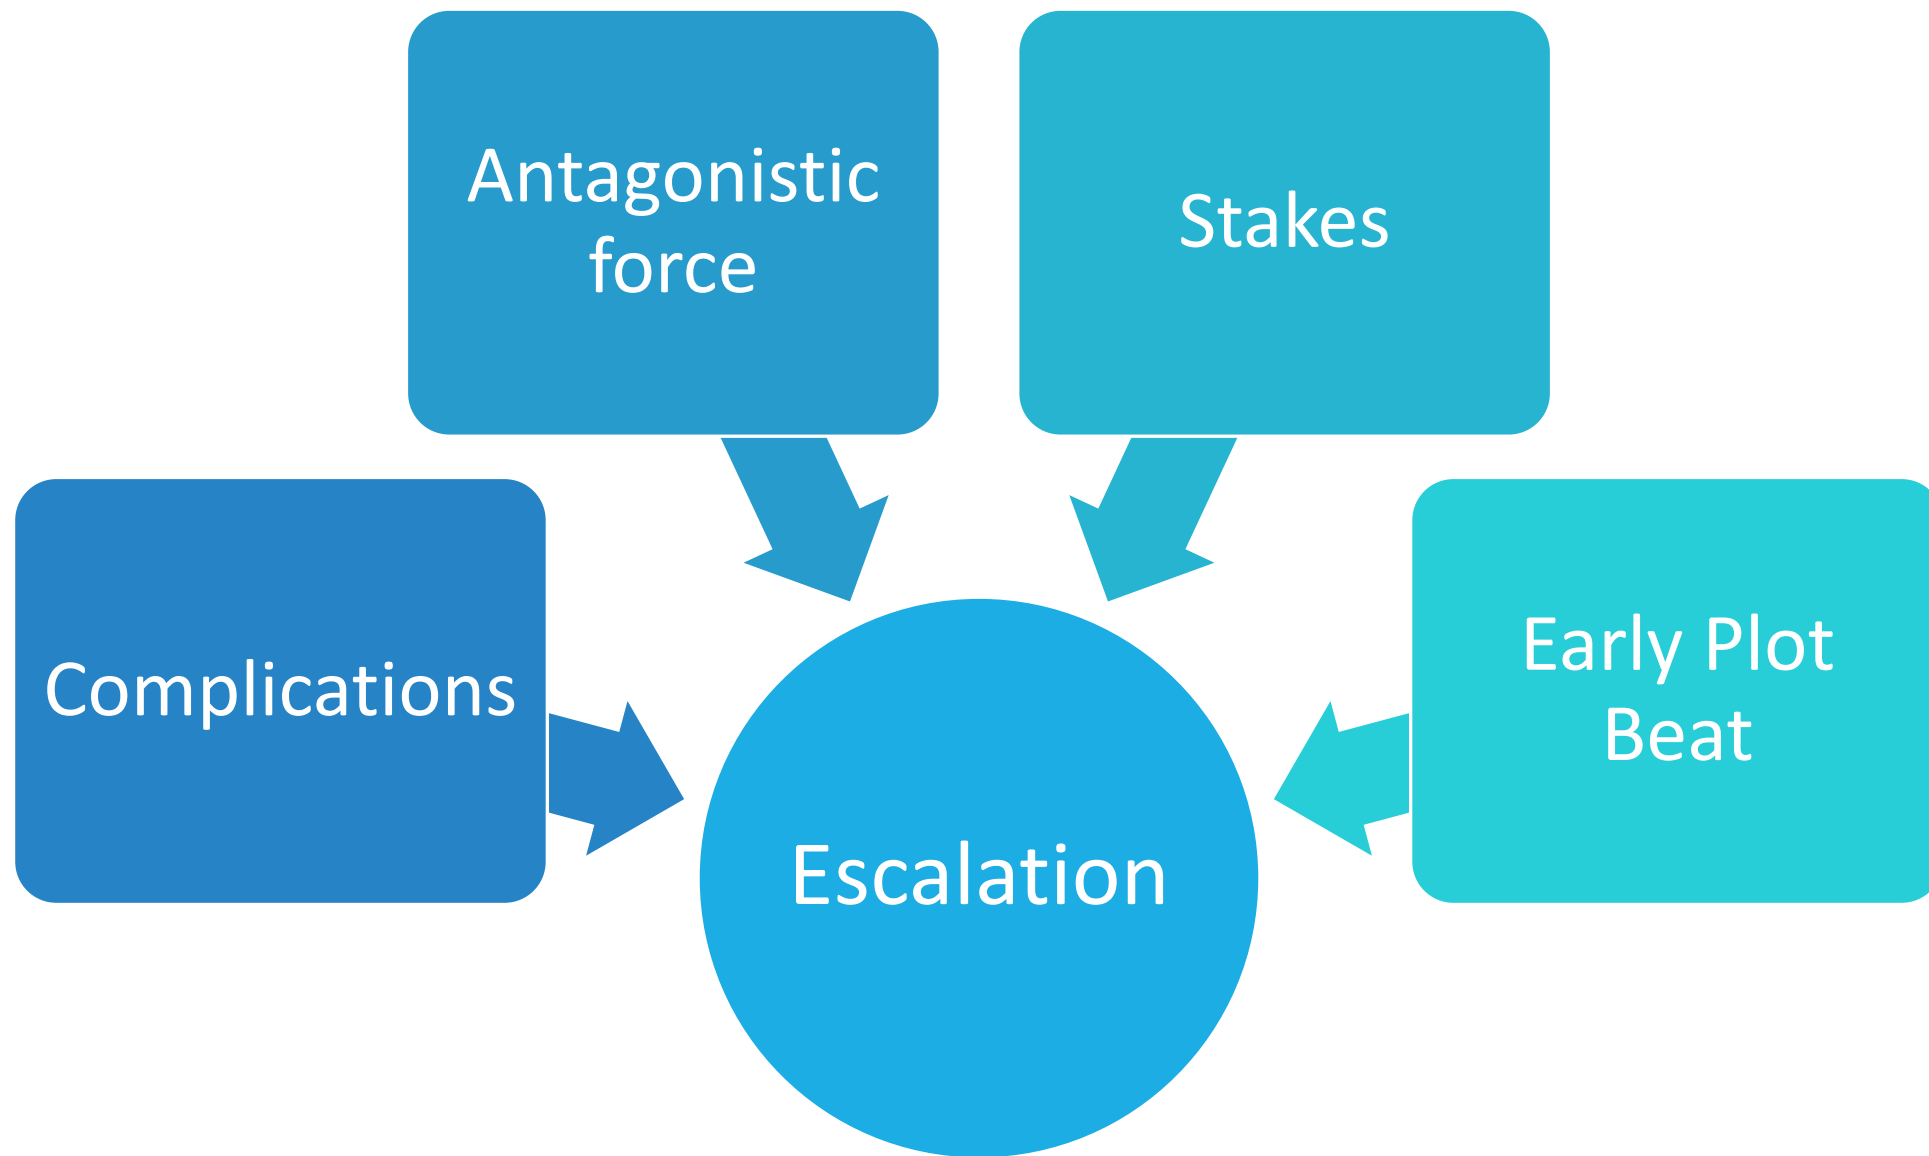 Antagonistic
force
Stakes
Complications
Early Plot
Beat
Escalation